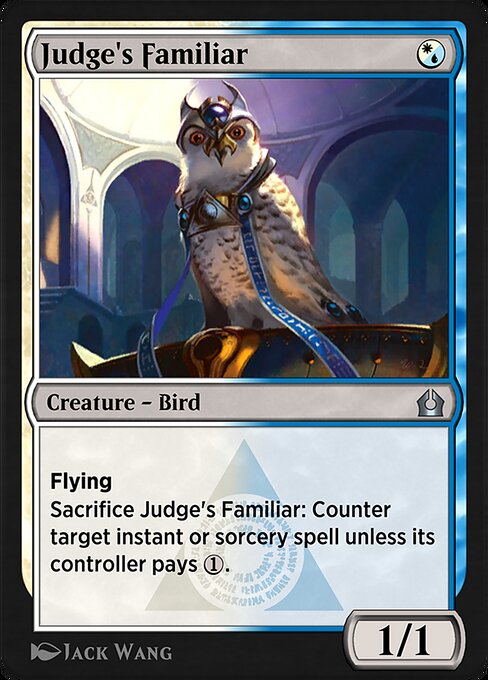 Judge's Familiar
Creature – Bird
Flying
Sacrifice Judge's Familiar: Counter
target instant or sorcery spell unless its
controller pays ①.
1/1
Jack Wang